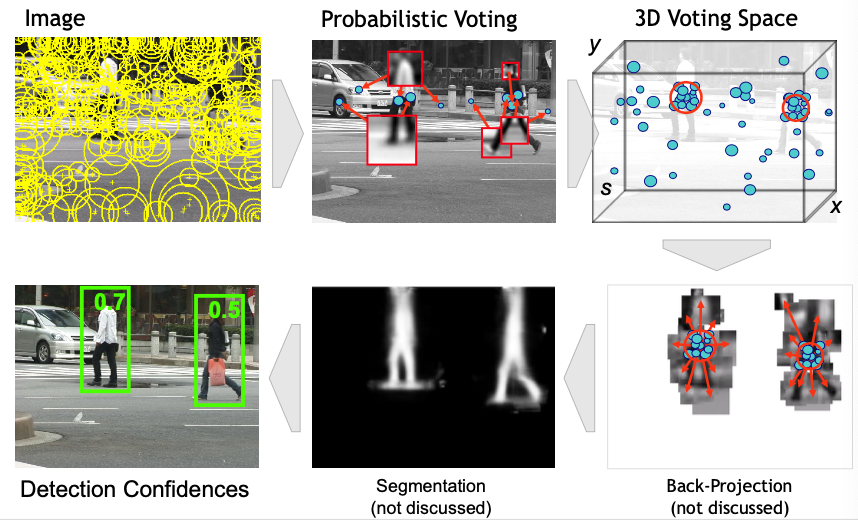 Image
Probabilistic Voting
3D Voting Space
y
s
x
0.7
0.5
Detection Confidences
Segmentation
(not discussed)
Back-Projection
(not discussed)